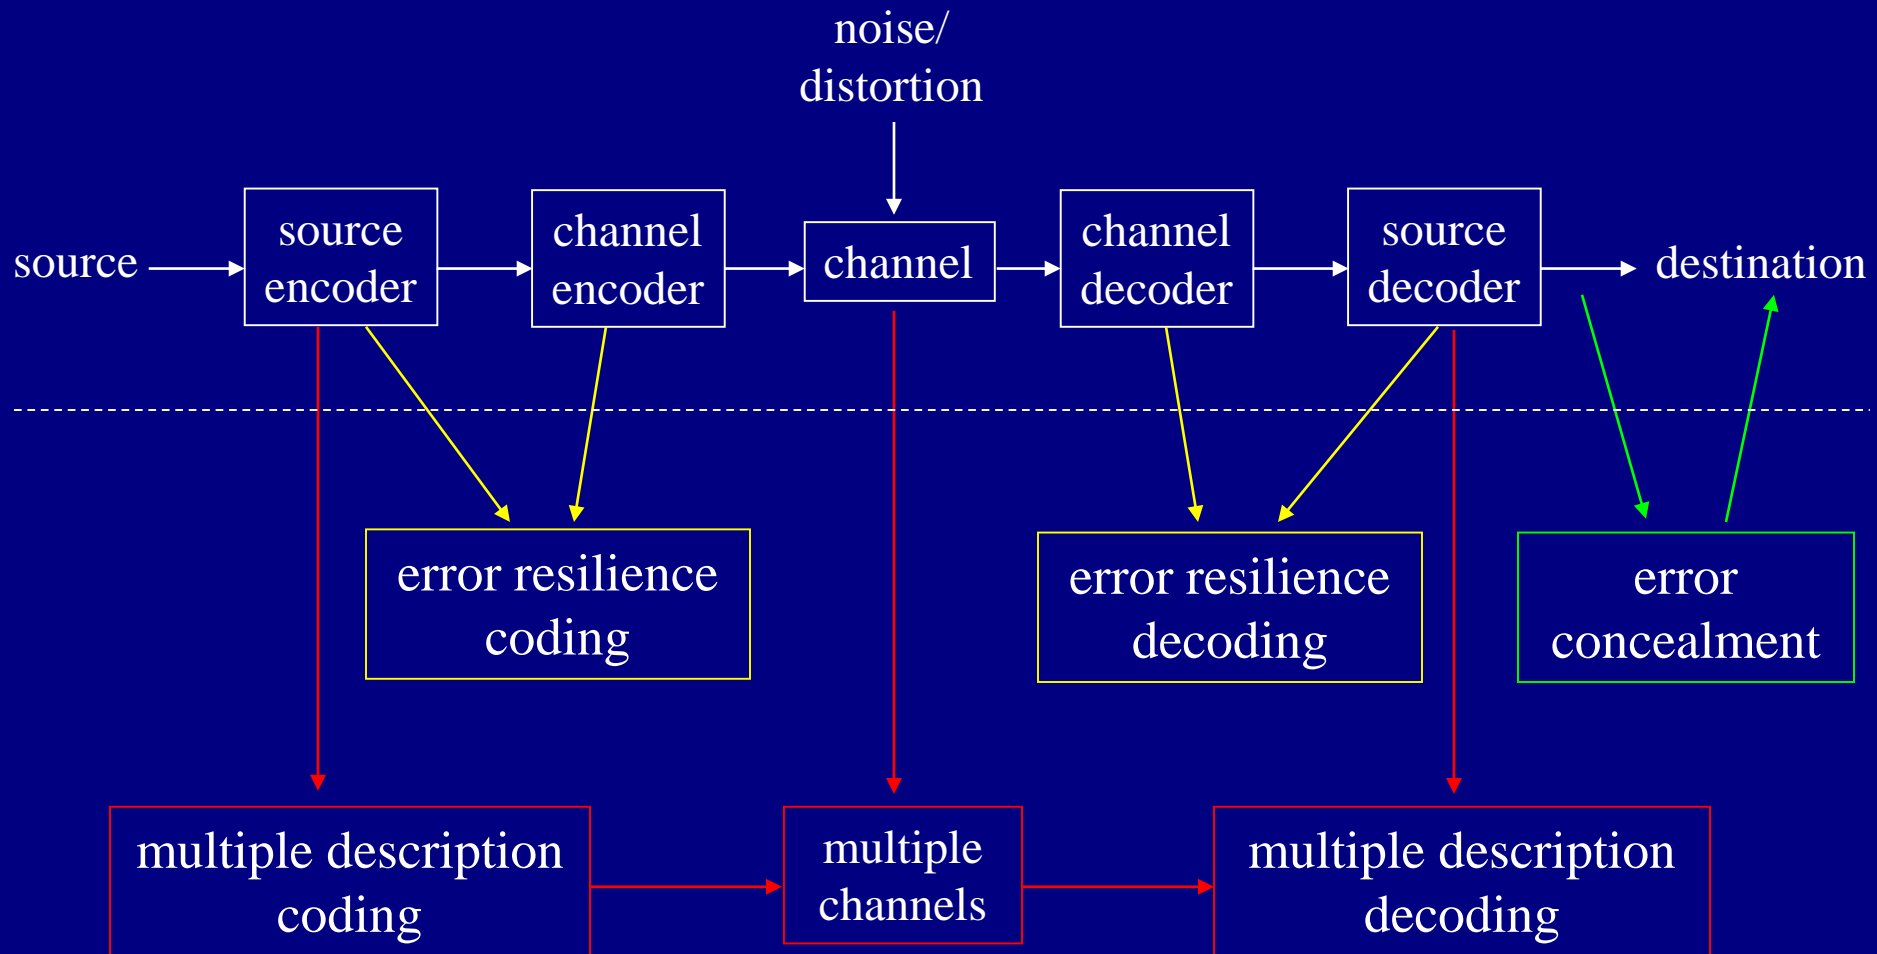 noise/
distortion
source
source
encoder
channel
encoder
channel
channel
decoder
source
decoder
destination
error resilience
coding
error resilience
decoding
error
concealment
multiple description
coding
multiple
channels
multiple description
decoding